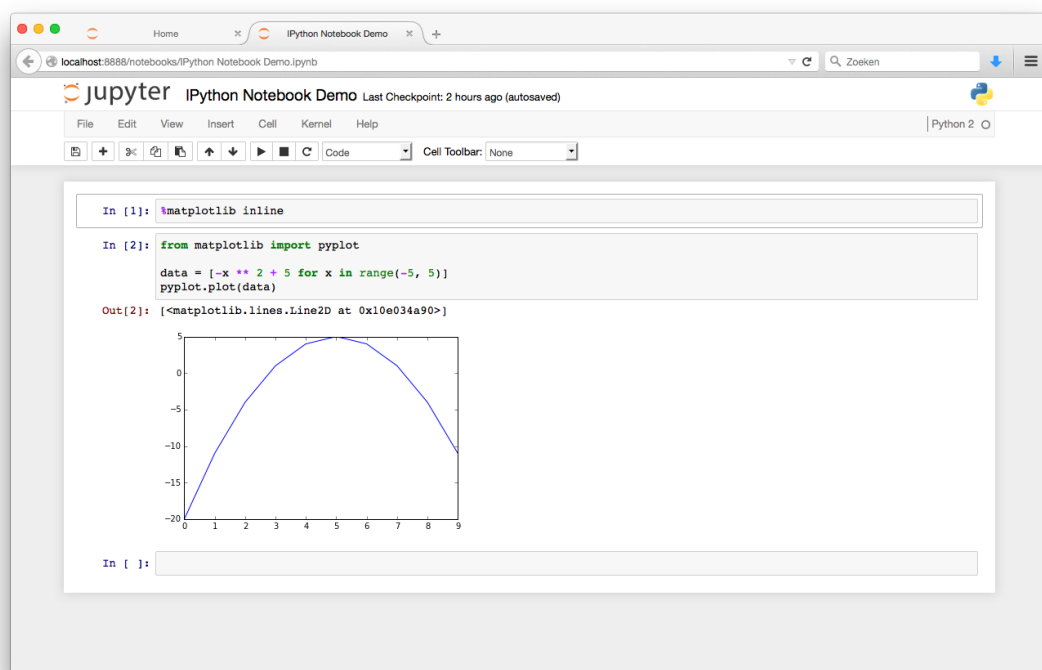 Home
IPython Notebook Demo
localhost:8888/notebooks/IPython Notebook Demo.ipynb
Zoeken
jupyter IPython Notebook Demo Last Checkpoint: 2 hours ago (autosaved)
File Edit View Insert Cell Kernel Help Python 2
Code Cell Toolbar: None
In [1]: %matplotlib inline
In [2]: from matplotlib import pyplot
data = [-x ** 2 + 5 for x in range(-5, 5)]
pyplot.plot(data)
Out[2]: [<matplotlib.lines.Line2D at 0x10e034a90>]
5
0
−5
−10
−15
−20
0 1 2 3 4 5 6 7 8 9
In [ ]: